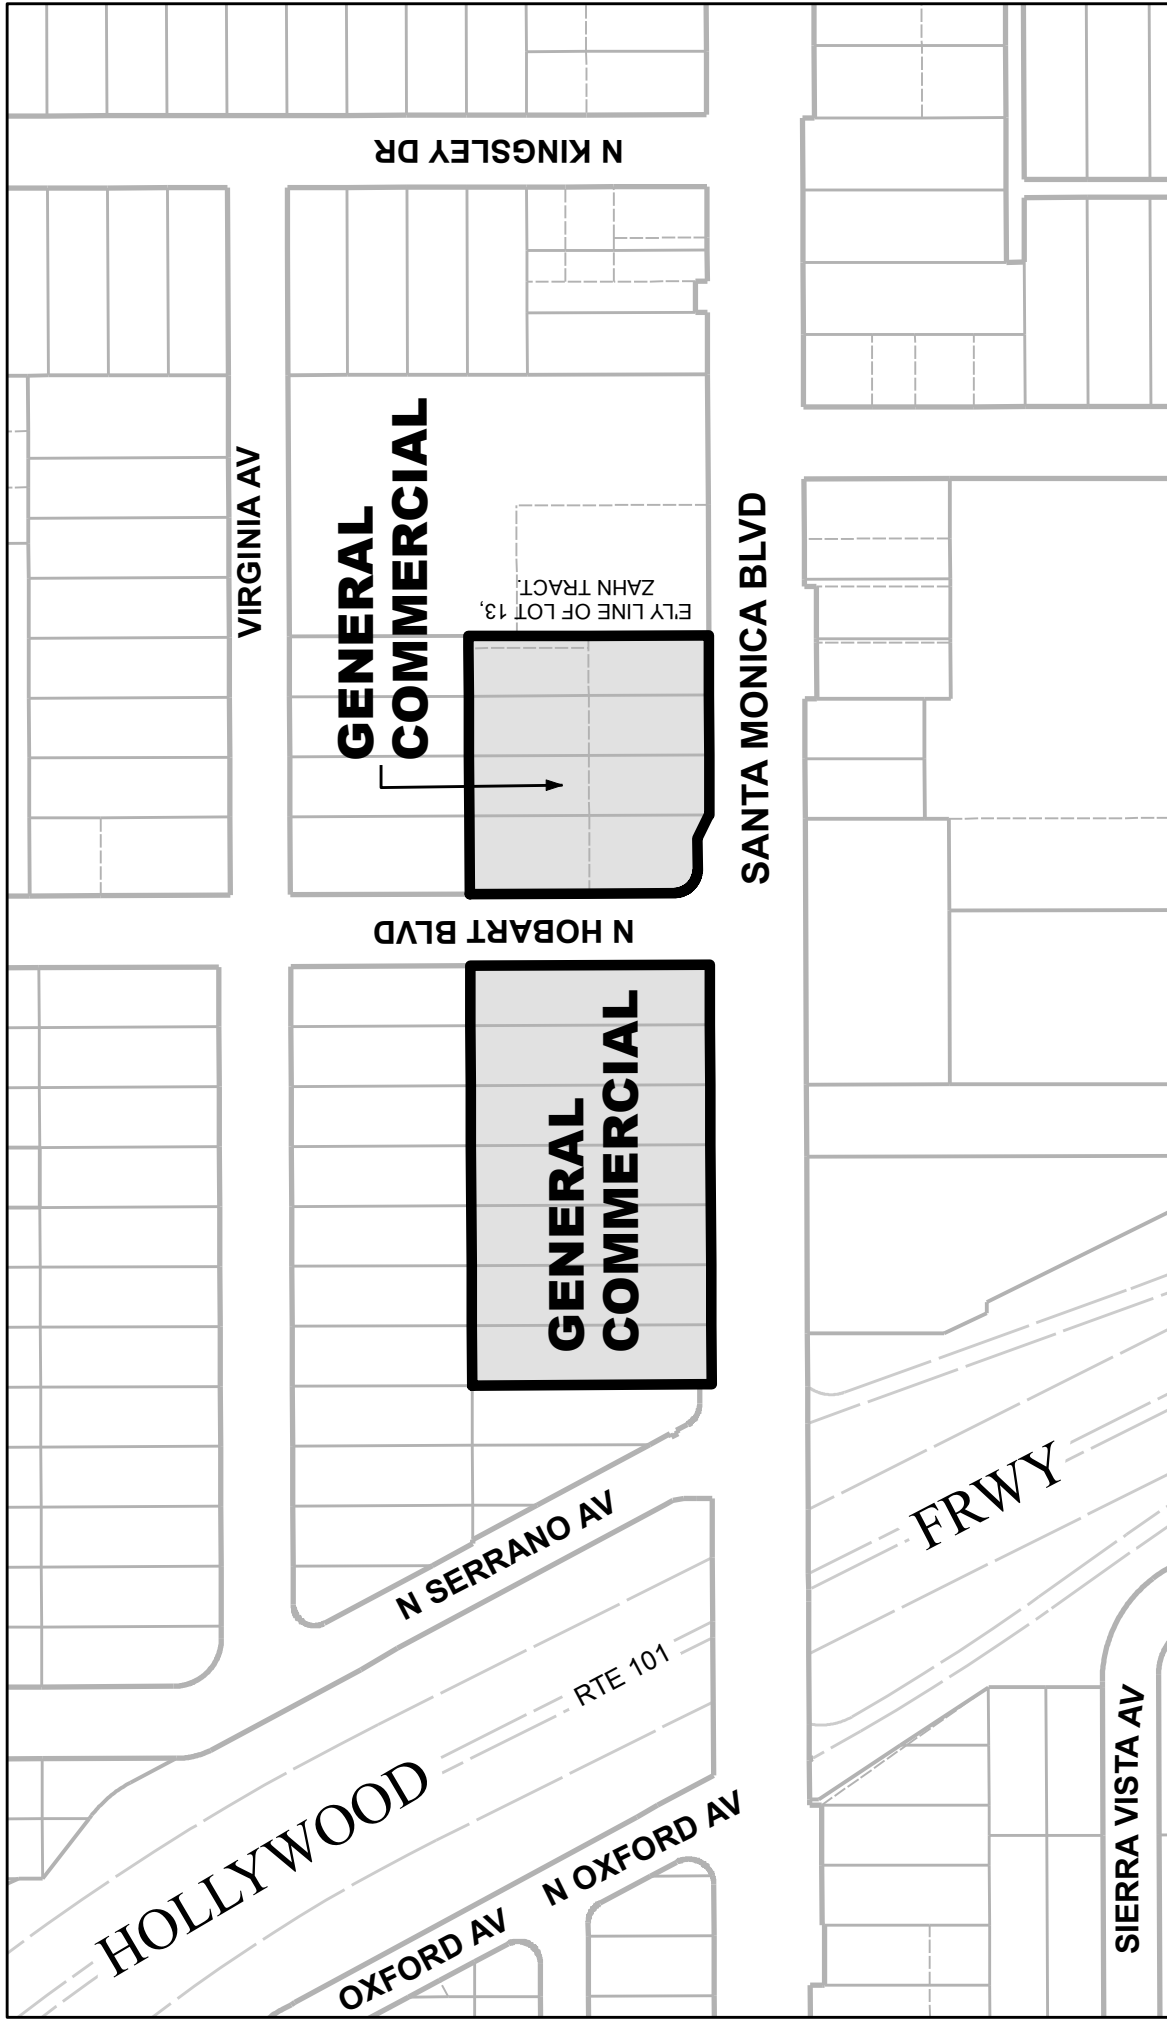 N KINGSLEY DR
VIRGINIA AV
GENERAL
COMMERCIAL
E'LY LINE OF LOT 13,
ZAHN TRACT.
SANTA MONICA BLVD
N HOBART BLVD
GENERAL
COMMERCIAL
N SERRANO AV
FRWY
RTE 101
HOLLYWOOD
N OXFORD AV
OXFORD AV
SIERRA VISTA AV